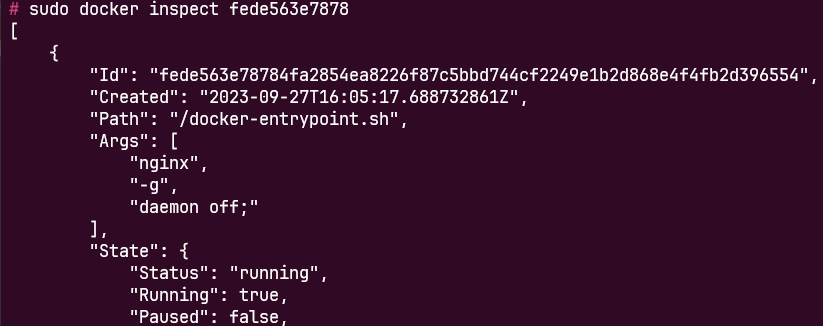 # sudo docker inspect fede563e7878
[
    {
        "Id": "fede563e78784fa2854ea8226f87c5bbd744cf2249e1b2d868e4f4fb2d396554",
        "Created": "2023-09-27T16:05:17.688732861Z",
        "Path": "/docker-entrypoint.sh",
        "Args": [
            "nginx",
            "-g",
            "daemon off;"
        ],
        "State": {
            "Status": "running",
            "Running": true,
            "Paused": false,